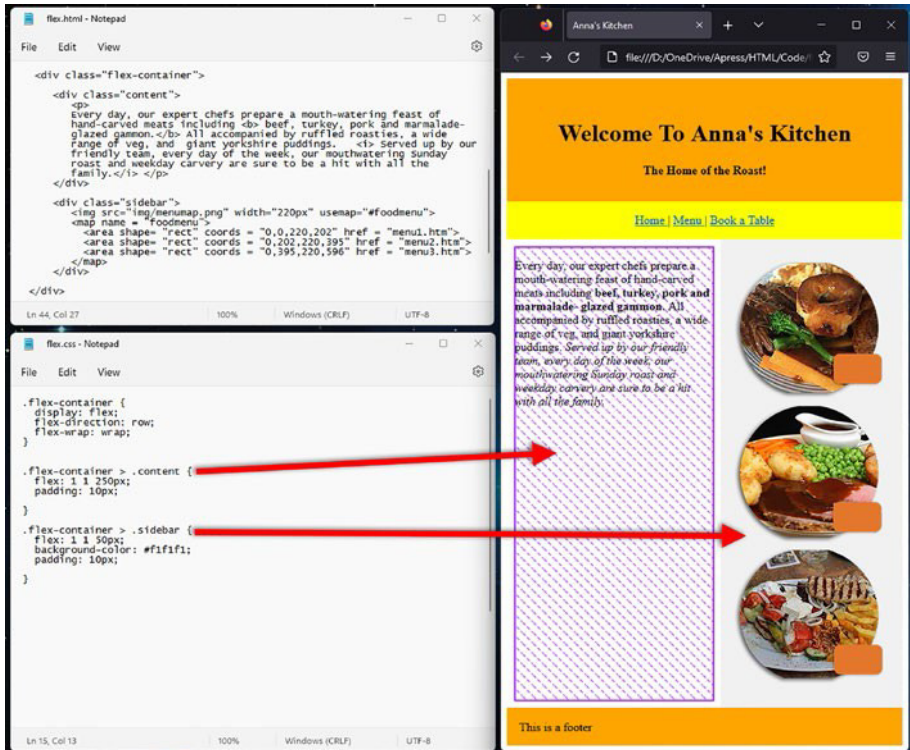 flex.html - Notepad
File Edit View
<div class="flex-container">
<div class="content">
<p>
Every day, our expert chefs prepare a mouth-watering feast of
hand-carved meats including <b> beef, turkey, pork and marmalade-
glazed gammon.</b> All accompanied by ruffled roasties, a wide
range of veg, and giant yorkshire puddings. <i> Served up by our
friendly team, every day of the week, our mouthwatering Sunday
roast and weekday carvery are sure to be a hit with all the
family.</i> </p>
</div>
<div class="sidebar">
<img src="img/menumap.png" width="220px" usemap="#foodmenu">
<map name = "foodmenu">
<area shape= "rect" coords = "0,0,220,202" href = "menu1.htm">
<area shape= "rect" coords = "0,202,220,395" href = "menu2.htm">
<area shape= "rect" coords = "0,395,220,596" href = "menu3.htm">
</map>
</div>
</div>
Ln 44, Col 27 100% Windows (CRLF) UTF-8
flex.css - Notepad
File Edit View
.flex-container {
display: flex;
flex-direction: row;
flex-wrap: wrap;
}
.flex-container > .content {
flex: 1 1 250px;
padding: 10px;
}
.flex-container > .sidebar {
flex: 1 1 50px;
background-color: #f1f1f1;
padding: 10px;
}
Ln 15, Col 13 100% Windows (CRLF) UTF-8
Anna's Kitchen
file:///D:/OneDrive/Apress/HTML/Code/
Welcome To Anna's Kitchen
The Home of the Roast!
Home | Menu | Book a Table
Every day, our expert chefs prepare a
mouth-watering feast of hand-carved
meats including beef, turkey, pork and
marmalade- glazed gammon. All
accompanied by ruffled roasties, a wide
range of veg, and giant yorkshire
puddings. Served up by our friendly
team, every day of the week, our
mouthwatering Sunday roast and
weekday carvery are sure to be a hit
with all the family.
This is a footer